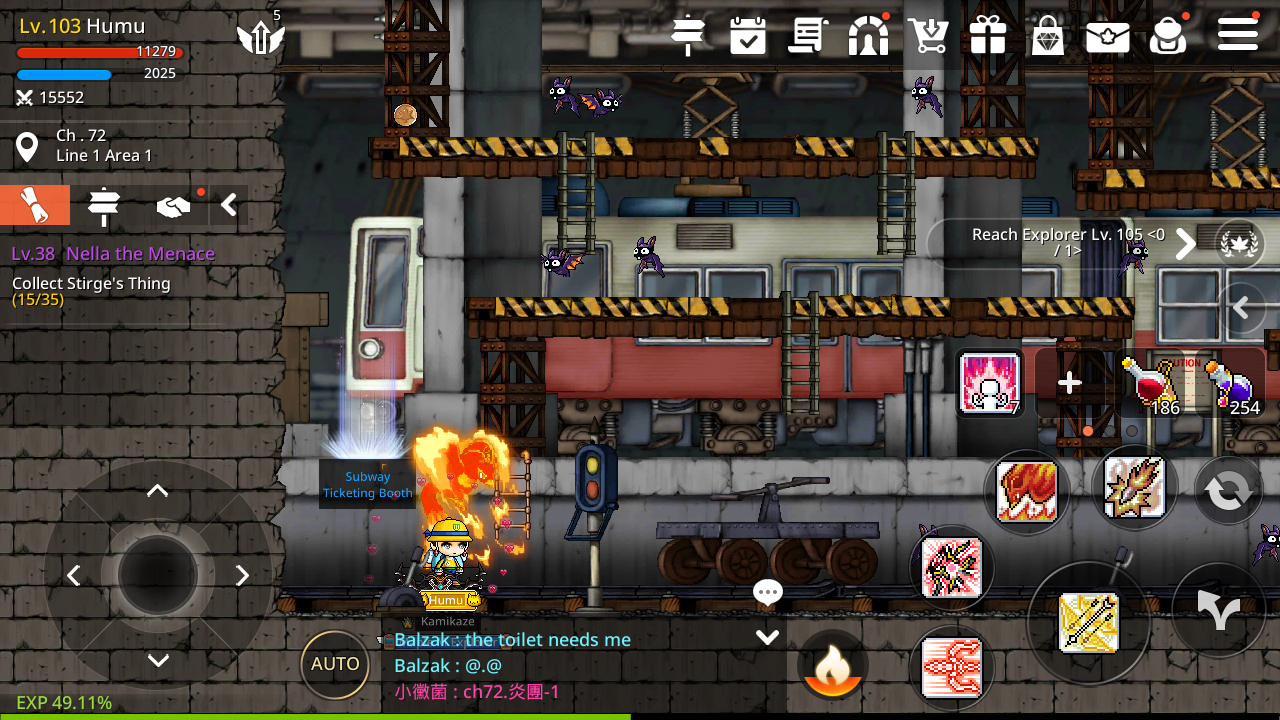 Lv.103 Humu
5
11279
2025
15552
Ch . 72
Line 1 Area 1
Lv.38 Nella the Menace
Collect Stirge's Thing
(15/35)
Reach Explorer Lv. 105 <0
/ 1>
UTION
7
186
254
Subway
Ticketing Booth
Humu
Kamikaze
AUTO
Balzak : the toilet needs me
Balzak : @.@
小黴菌 : ch72.炎團-1
EXP 49.11%